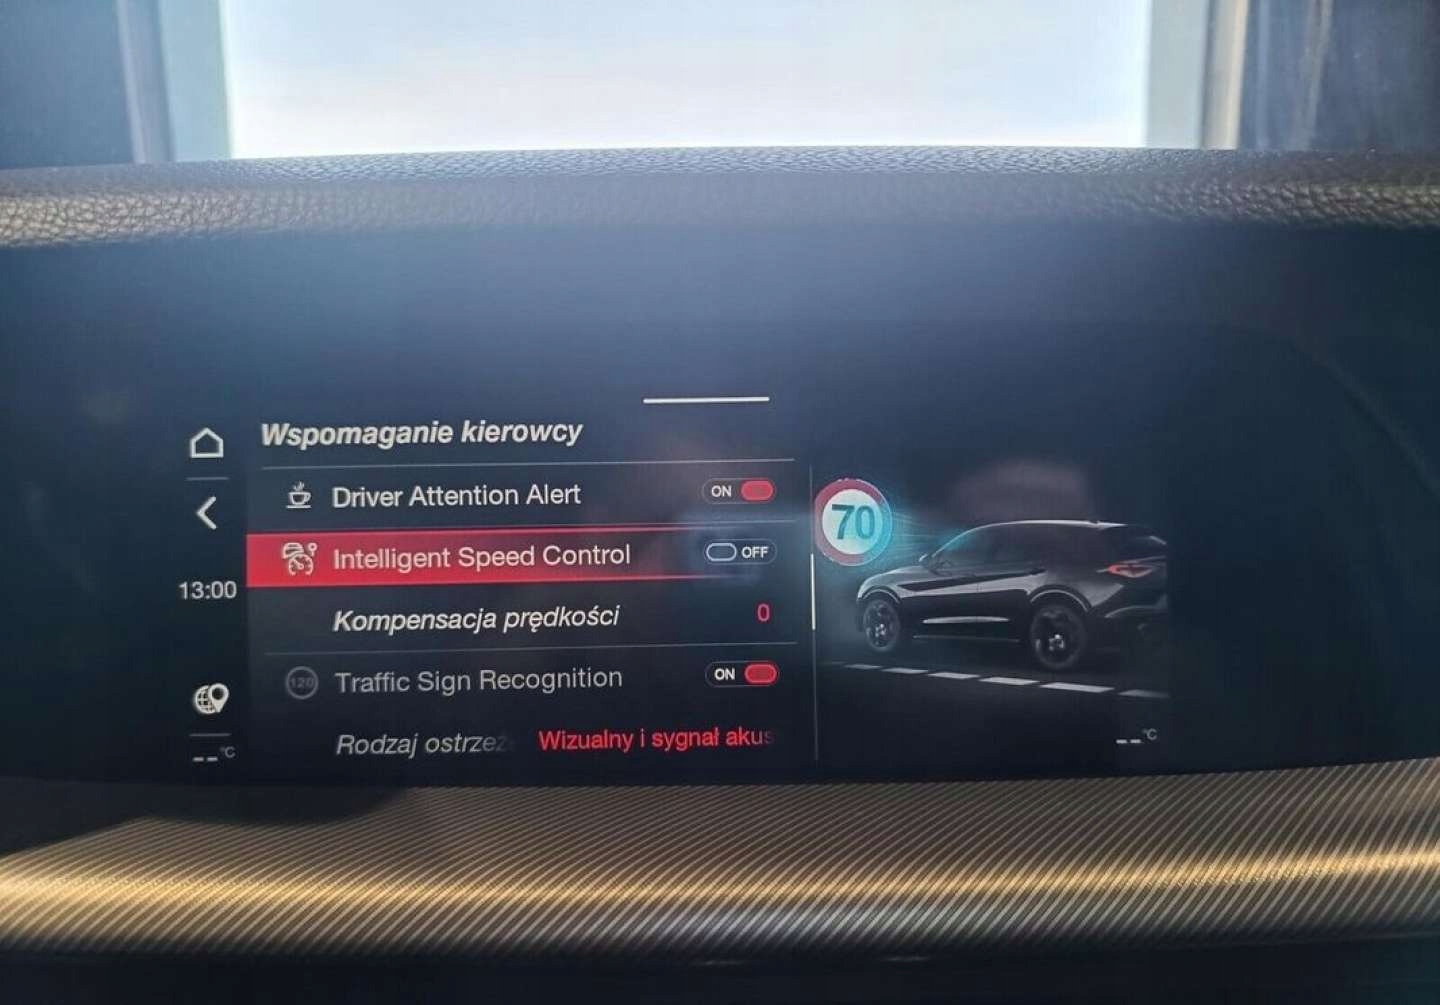 Wspomaganie kierowcy
Driver Attention Alert ON
Intelligent Speed Control OFF
Kompensacja prędkości 0
120 Traffic Sign Recognition ON
Rodzaj ostrzeż Wizualny i sygnał akus
13:00
--°C
70
--°C